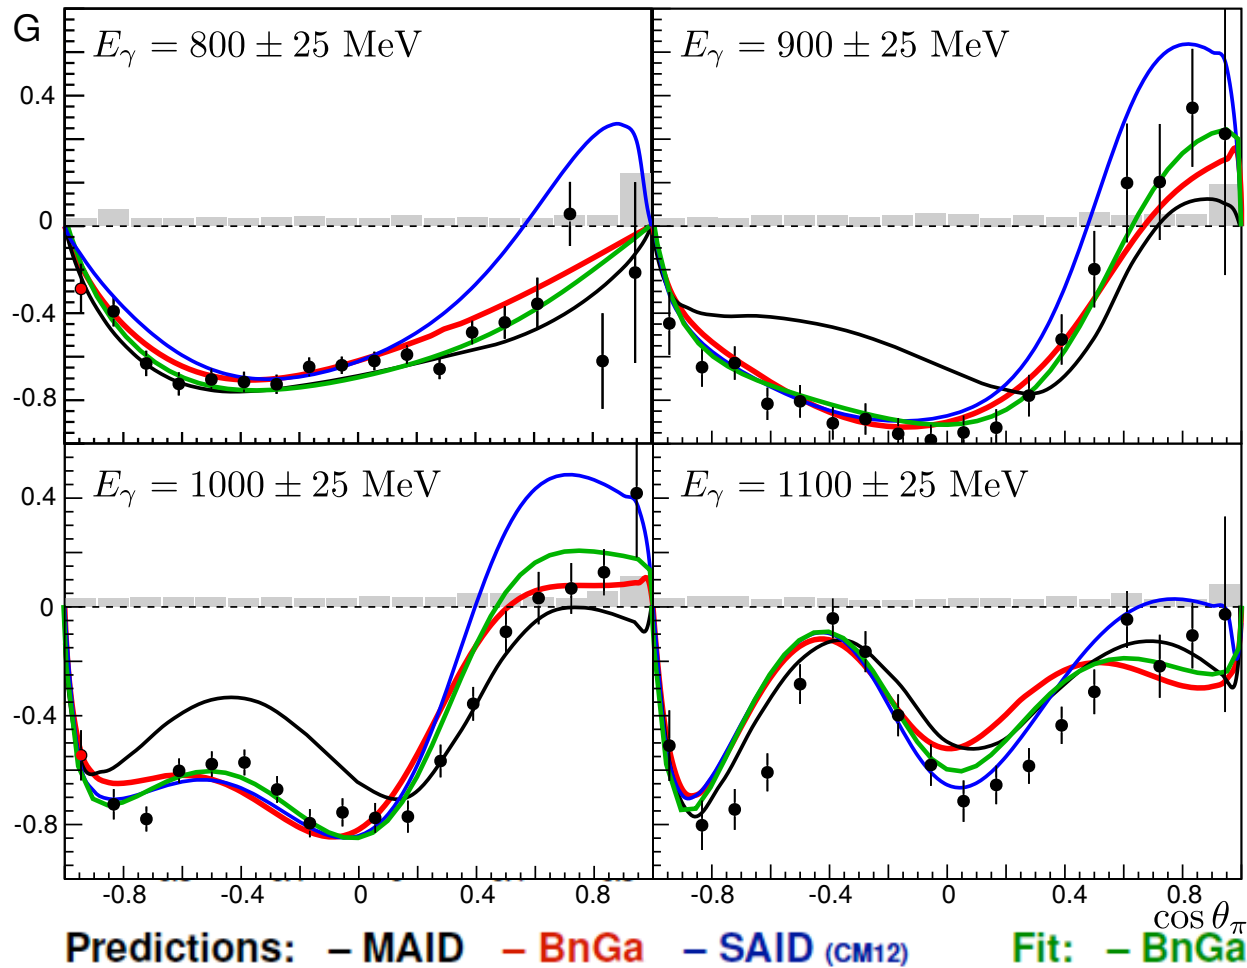 G
E_γ = 800 ± 25 MeV
E_γ = 900 ± 25 MeV
0.4
0
-0.4
-0.8
E_γ = 1000 ± 25 MeV
E_γ = 1100 ± 25 MeV
0.4
0
-0.4
-0.8
-0.8 -0.4 0 0.4 0.8 -0.8 -0.4 0 0.4 0.8
cos θ_π
Predictions: – MAID – BnGa – SAID (CM12) Fit: – BnGa